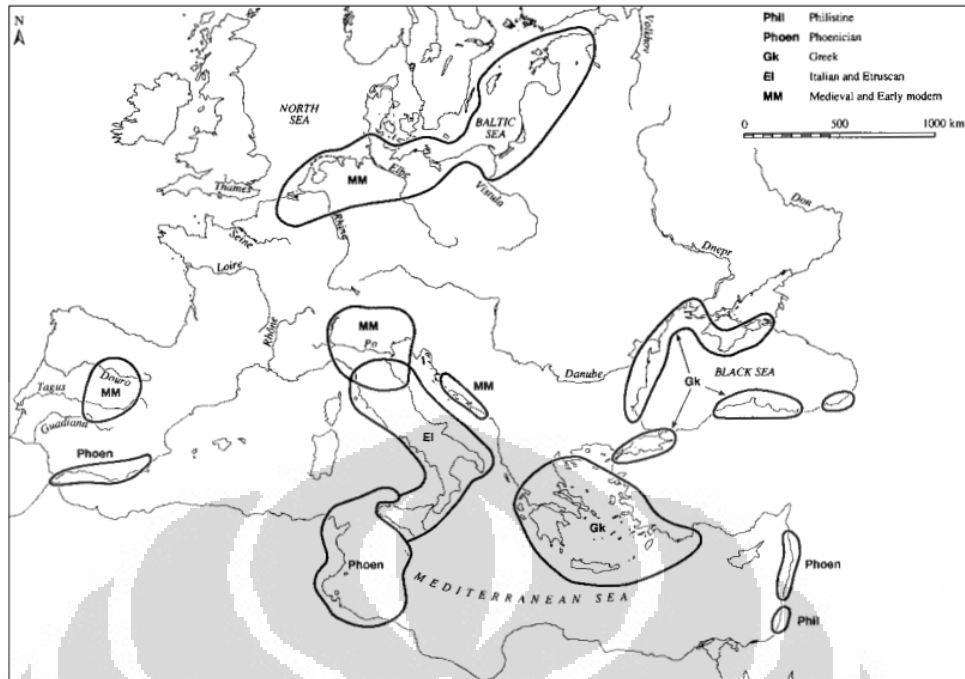 N
Phil Philistine
Phoen Phoenician
Gk Greek
EI Italian and Etruscan
MM Medieval and Early modern
0 500 1000 km
Volkhov
NORTH
SEA
BALTIC
SEA
MM
Elbe
Thames
Vistula
Rhine
Don
Seine
Dnepr
Loire
MM
Rhône
Po
Danube
BLACK SEA
Gk
Douro
MM
Tagus
MM
Guadiana
EI
Phoen
Gk
Phoen
MEDITERRANEAN SEA
Phoen
Phil